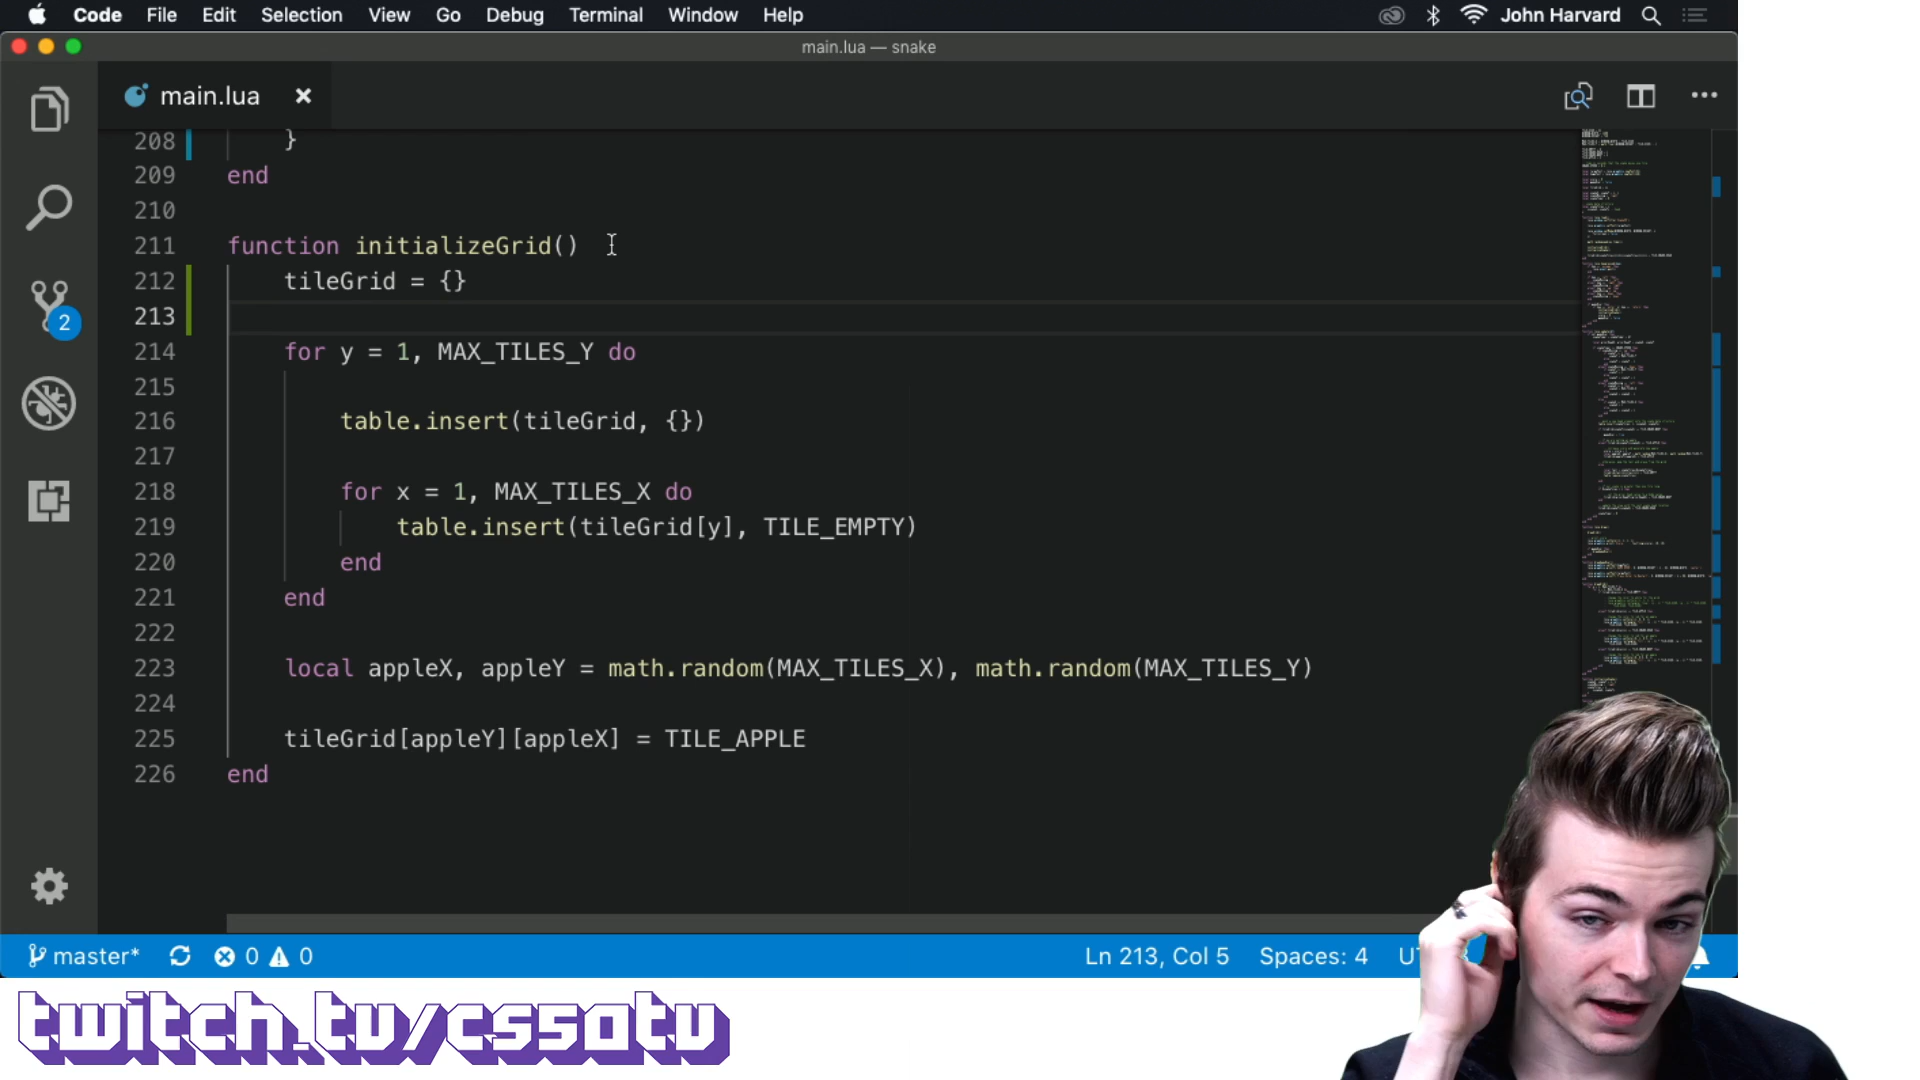 Code File Edit Selection View Go Debug Terminal Window Help John Harvard
main.lua — snake
main.lua
208 }
209 end
210
211 function initializeGrid()
212 tileGrid = {}
213
214 for y = 1, MAX_TILES_Y do
215
216 table.insert(tileGrid, {})
217
218 for x = 1, MAX_TILES_X do
219 table.insert(tileGrid[y], TILE_EMPTY)
220 end
221 end
222
223 local appleX, appleY = math.random(MAX_TILES_X), math.random(MAX_TILES_Y)
224
225 tileGrid[appleY][appleX] = TILE_APPLE
226 end
2
master* 0 0 Ln 213, Col 5 Spaces: 4
twitch.tv/cs50tv